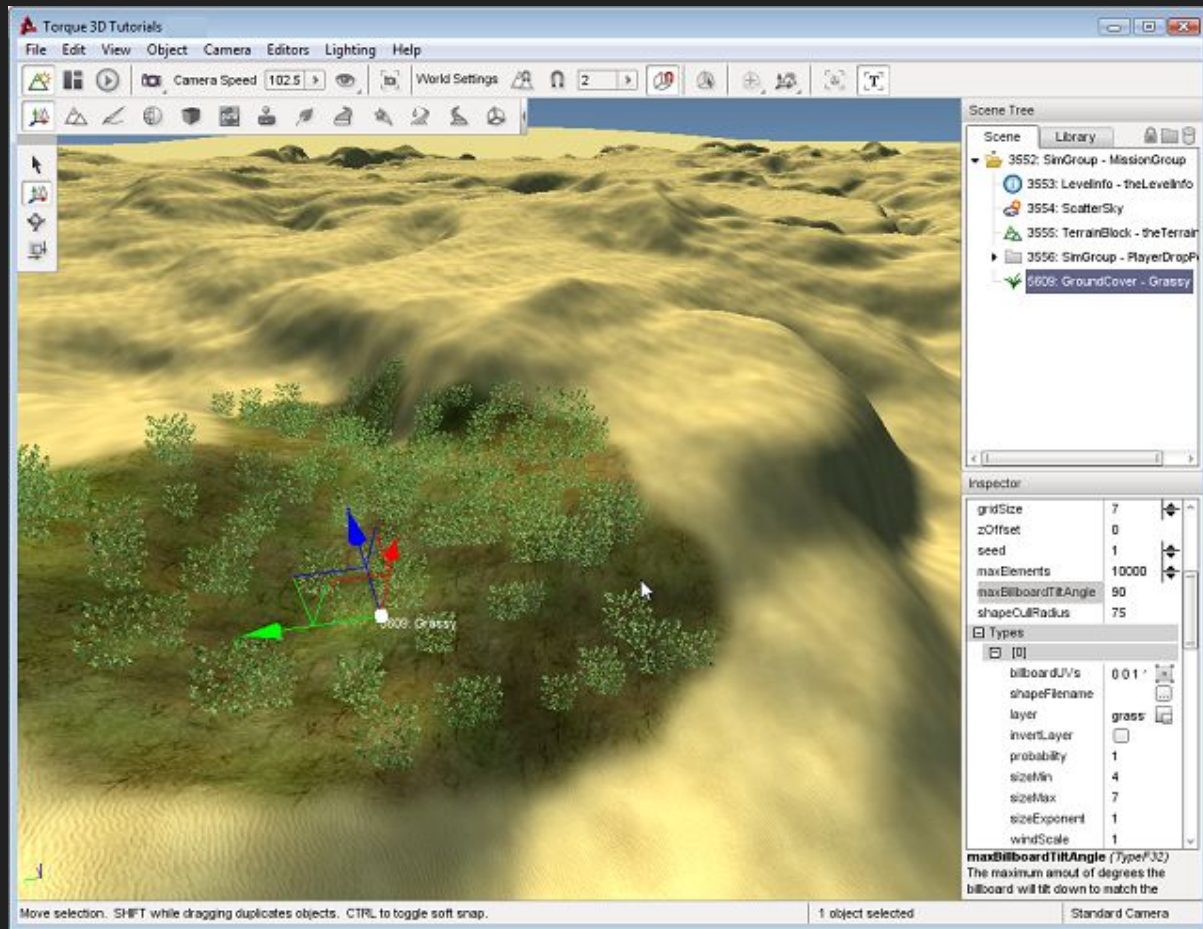 Torque 3D Tutorials
File Edit View Object Camera Editors Lighting Help
Camera Speed 102.5 World Settings 2
Scene Tree
Scene Library
3552: SimGroup - MissionGroup
3553: LevelInfo - theLevelInfo
3554: ScatterSky
3555: TerrainBlock - theTerrain
3556: SimGroup - PlayerDropP
5609: GroundCover - Grassy
5609: Grassy
Inspector
gridSize 7
zOffset 0
seed 1
maxElements 10000
maxBillboardTiltAngle 90
shapeCullRadius 75
Types
[0]
billboardUVs 0 0 1
shapeFilename
layer grass
invertLayer
probability 1
sizeMin 4
sizeMax 7
sizeExponent 1
windScale 1
maxBillboardTiltAngle (TypeF32)
The maximum amout of degrees the
billboard will tilt down to match the
Move selection. SHIFT while dragging duplicates objects. CTRL to toggle soft snap. 1 object selected Standard Camera